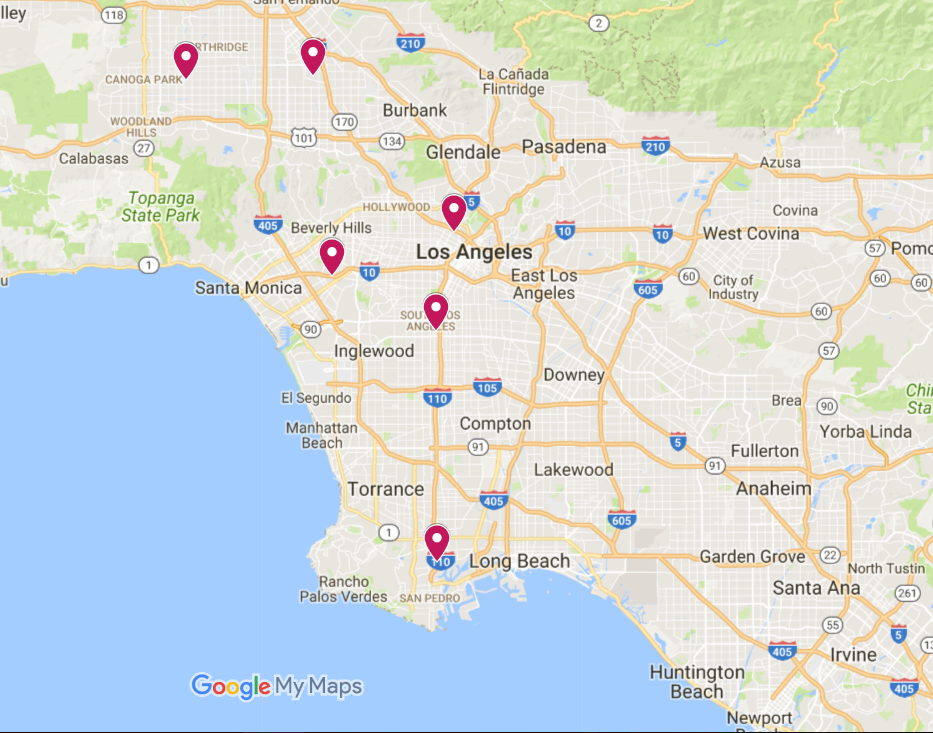 San Fernando
lley
118
2
RTHRIDGE
210
CANOGA PARK
La Cañada
Flintridge
Burbank
170
WOODLAND
HILLS
101
134
27
Glendale
Pasadena
210
Calabasas
Azusa
Topanga
State Park
HOLLYWOOD
5
Covina
405
Beverly Hills
10
10
West Covina
Los Angeles
57
Pomo
1
10
East Los
Angeles
60
City of
Industry
60
60
u
Santa Monica
605
60
SOU OS
ANGELES
90
57
Inglewood
Downey
105
110
El Segundo
Brea
90
Chi
Sta
Manhattan
Beach
Compton
Yorba Linda
91
5
Fullerton
91
Lakewood
Torrance
405
Anaheim
605
1
110
Long Beach
Garden Grove
22
North Tustin
Rancho
Palos Verdes
SAN PEDRO
Santa Ana
261
55
5
405
Irvine
13
Huntington
Beach
405
Google My Maps
Newport